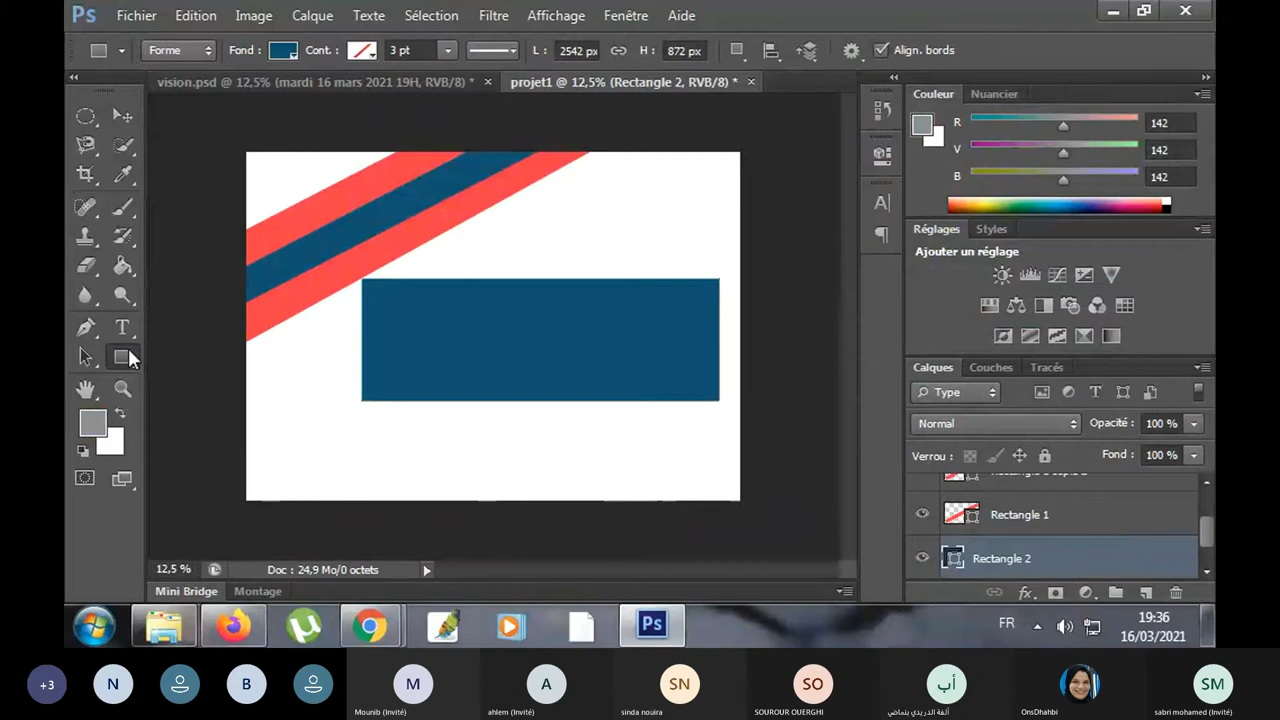 Ps Fichier Edition Image Calque Texte Sélection Filtre Affichage Fenêtre Aide
Forme Fond : Cont. : 3 pt L : 2542 px H : 872 px Align. bords
vision.psd @ 12,5% (mardi 16 mars 2021 19H, RVB/8) * × projet1 @ 12,5% (Rectangle 2, RVB/8) * ×
Couleur Nuancier
R 142
V 142
B 142
Réglages Styles
Ajouter un réglage
Calques Couches Tracés
Type
Normal Opacité : 100 %
Verrou : Fond : 100 %
Rectangle 1
Rectangle 2
12,5 % Doc : 24,9 Mo/0 octets
Mini Bridge Montage
Ps FR 19:36
16/03/2021
+3 N B M A SN SO أب SM
Mounib (Invité) ahlem (Invité) sinda nouira SOUROUR OUERGHI ألفة الدريدي بنماضي OnsDhahbi sabri mohamed (Invité)